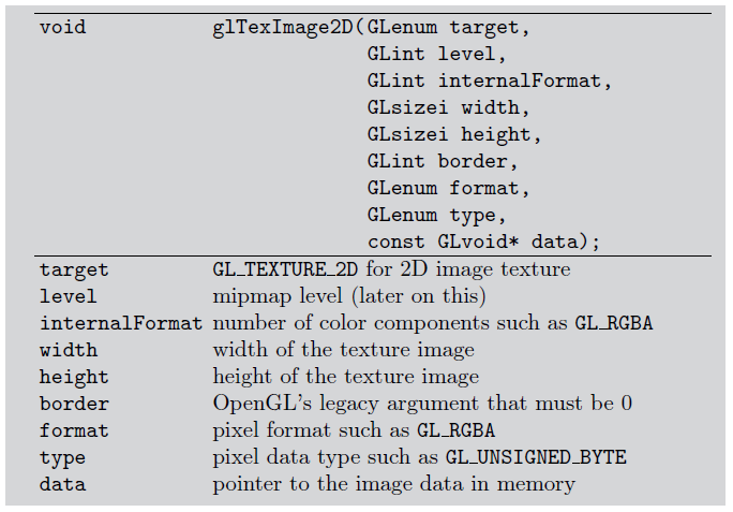 void glTexImage2D(GLenum target,
GLint level,
GLint internalFormat,
GLsizei width,
GLsizei height,
GLint border,
GLenum format,
GLenum type,
const GLvoid* data);
target GL_TEXTURE_2D for 2D image texture
level mipmap level (later on this)
internalFormat number of color components such as GL_RGBA
width width of the texture image
height height of the texture image
border OpenGL's legacy argument that must be 0
format pixel format such as GL_RGBA
type pixel data type such as GL_UNSIGNED_BYTE
data pointer to the image data in memory